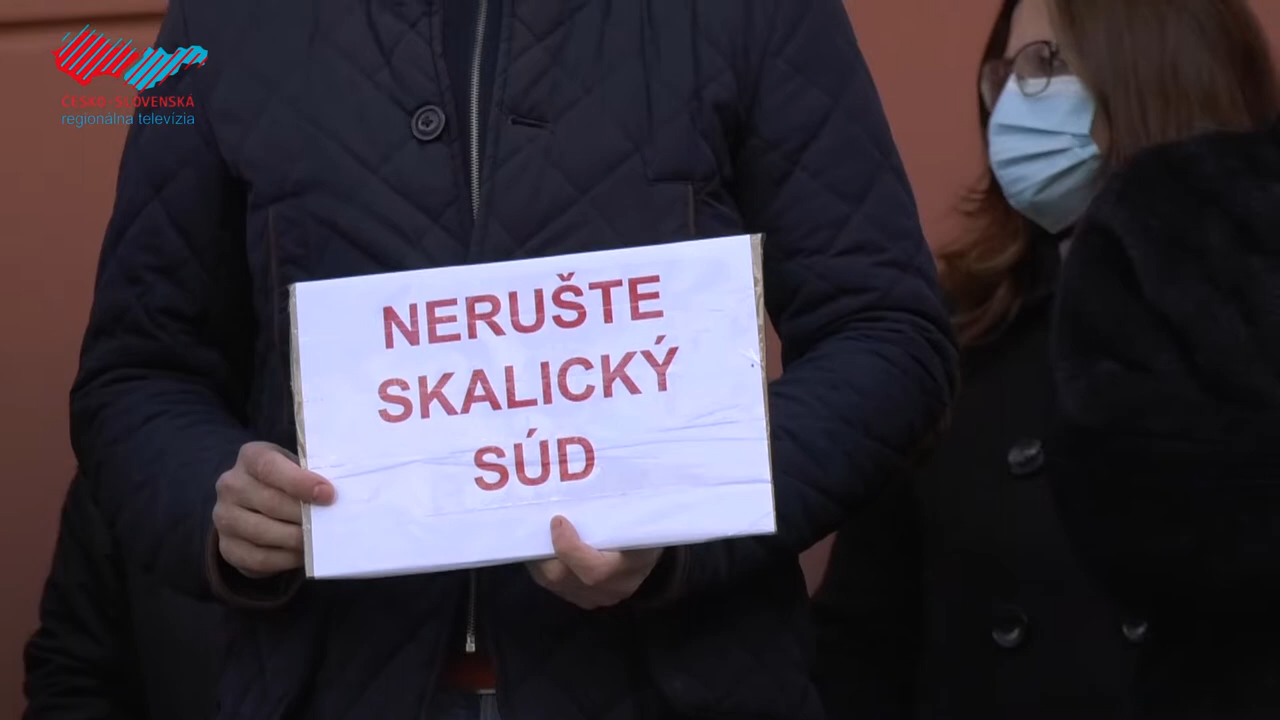 ČESKO-SLOVENSKÁ
regionálna televízia
NERUŠTE
SKALICKÝ
SÚD